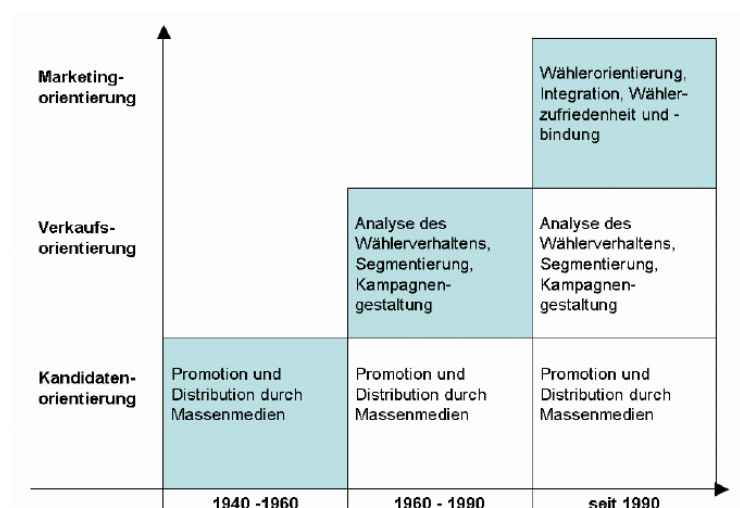 Marketing-
orientierung
Wählerorientierung,
Integration, Wähler-
zufriedenheit und -
bindung
Verkaufs-
orientierung
Analyse des
Wählerverhaltens,
Segmentierung,
Kampagnen-
gestaltung
Analyse des
Wählerverhaltens,
Segmentierung,
Kampagnen-
gestaltung
Kandidaten-
orientierung
Promotion und
Distribution durch
Massenmedien
Promotion und
Distribution durch
Massenmedien
Promotion und
Distribution durch
Massenmedien
1940 -1960
1960 - 1990
seit 1990